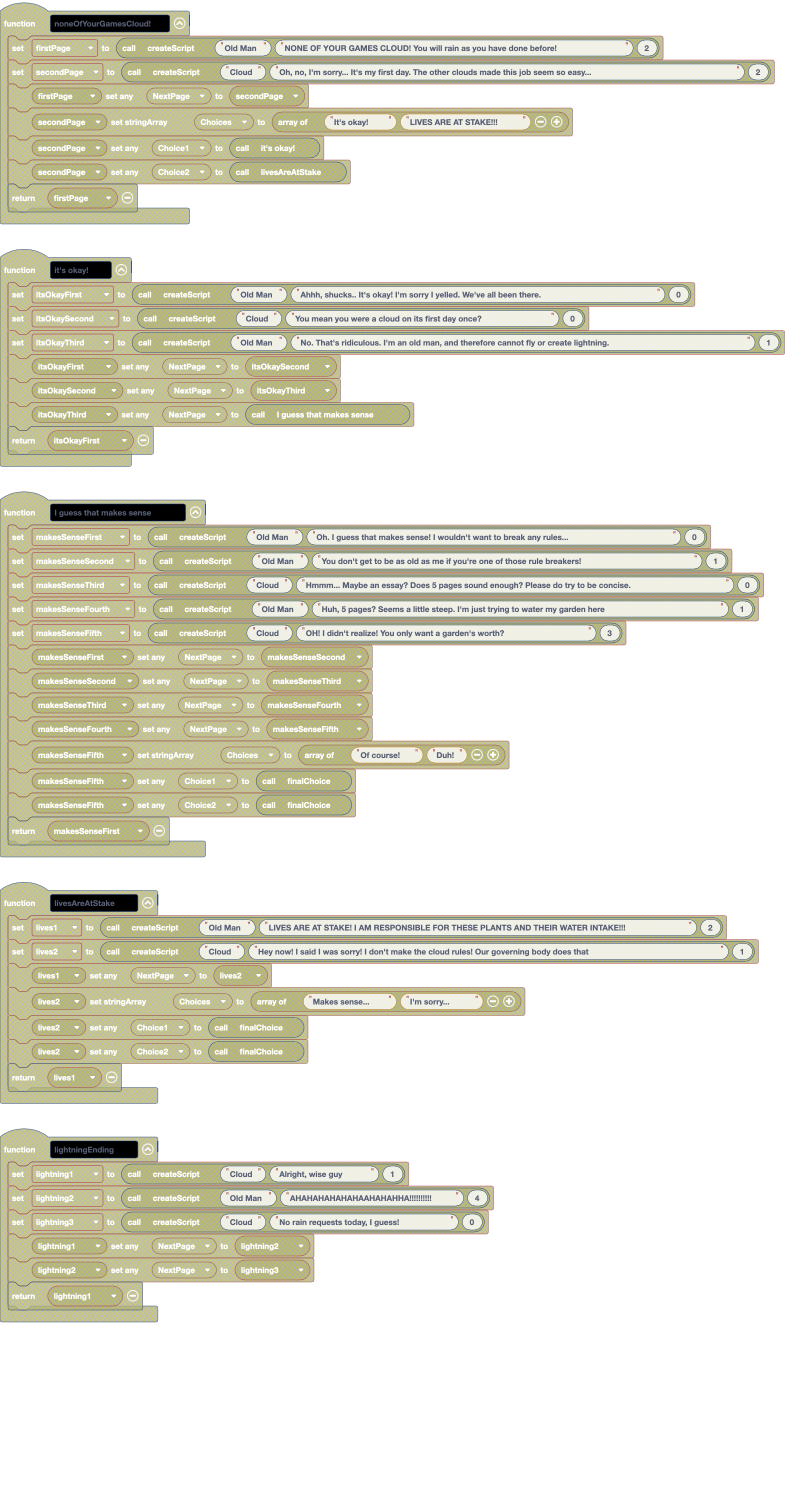 function noneOfYourGamesCloud!
set firstPage to call createScript "Old Man" "NONE OF YOUR GAMES CLOUD! You will rain as you have done before!" 2
set secondPage to call createScript "Cloud" "Oh, no, I'm sorry... It's my first day. The other clouds made this job seem so easy..." 2
firstPage set any NextPage to secondPage
secondPage set stringArray Choices to array of "It's okay!" "LIVES ARE AT STAKE!!!"
secondPage set any Choice1 to call it's okay!
secondPage set any Choice2 to call livesAreAtStake
return firstPage
function it's okay!
set itsOkayFirst to call createScript "Old Man" "Ahhh, shucks.. It's okay! I'm sorry I yelled. We've all been there." 0
set itsOkaySecond to call createScript "Cloud" "You mean you were a cloud on its first day once?" 0
set itsOkayThird to call createScript "Old Man" "No. That's ridiculous. I'm an old man, and therefore cannot fly or create lightning." 1
itsOkayFirst set any NextPage to itsOkaySecond
itsOkaySecond set any NextPage to itsOkayThird
itsOkayThird set any NextPage to call I guess that makes sense
return itsOkayFirst
function I guess that makes sense
set makesSenseFirst to call createScript "Old Man" "Oh. I guess that makes sense! I wouldn't want to break any rules..." 0
set makesSenseSecond to call createScript "Old Man" "You don't get to be as old as me if you're one of those rule breakers!" 1
set makesSenseThird to call createScript "Cloud" "Hmmm... Maybe an essay? Does 5 pages sound enough? Please do try to be concise." 0
set makesSenseFourth to call createScript "Old Man" "Huh, 5 pages? Seems a little steep. I'm just trying to water my garden here" 1
set makesSenseFifth to call createScript "Cloud" "OH! I didn't realize! You only want a garden's worth?" 3
makesSenseFirst set any NextPage to makesSenseSecond
makesSenseSecond set any NextPage to makesSenseThird
makesSenseThird set any NextPage to makesSenseFourth
makesSenseFourth set any NextPage to makesSenseFifth
makesSenseFifth set stringArray Choices to array of "Of course!" "Duh!"
makesSenseFifth set any Choice1 to call finalChoice
makesSenseFifth set any Choice2 to call finalChoice
return makesSenseFirst
function livesAreAtStake
set lives1 to call createScript "Old Man" "LIVES ARE AT STAKE! I AM RESPONSIBLE FOR THESE PLANTS AND THEIR WATER INTAKE!!!" 2
set lives2 to call createScript "Cloud" "Hey now! I said I was sorry! I don't make the cloud rules! Our governing body does that" 1
lives1 set any NextPage to lives2
lives2 set stringArray Choices to array of "Makes sense..." "I'm sorry..."
lives2 set any Choice1 to call finalChoice
lives2 set any Choice2 to call finalChoice
return lives1
function lightningEnding
set lightning1 to call createScript "Cloud" "Alright, wise guy" 1
set lightning2 to call createScript "Old Man" "AHAHAHAHAHAHAAHAHAHHA!!!!!!!!!!" 4
set lightning3 to call createScript "Cloud" "No rain requests today, I guess!" 0
lightning1 set any NextPage to lightning2
lightning2 set any NextPage to lightning3
return lightning1